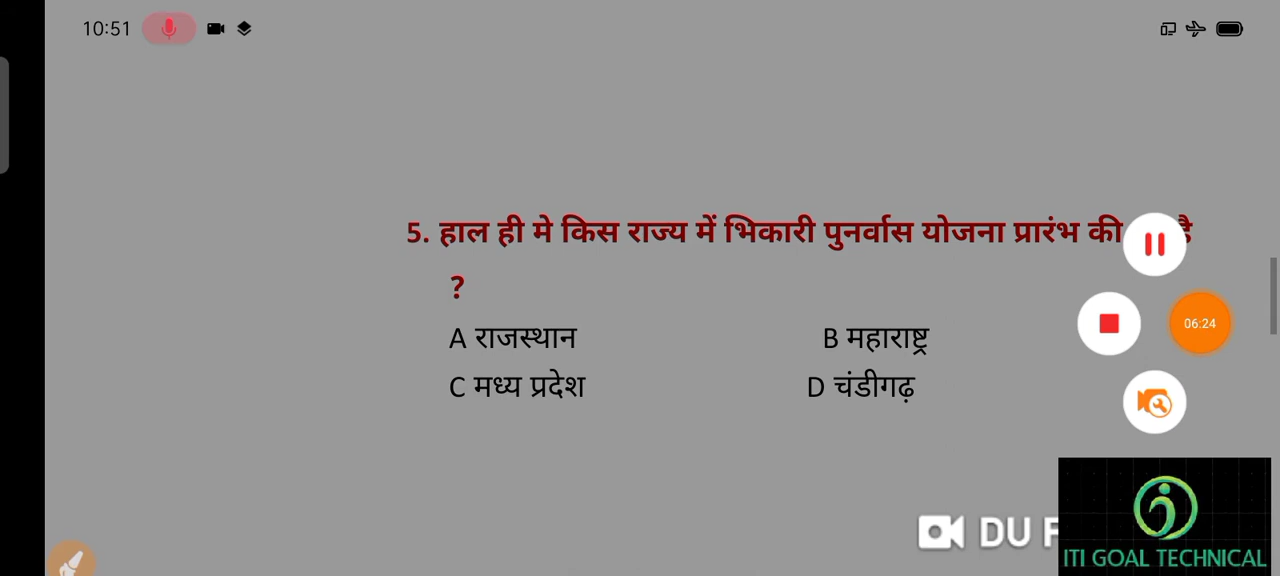 10:51
5. हाल ही मे किस राज्य में भिकारी पुनर्वास योजना प्रारंभ की है
?
A राजस्थान B महाराष्ट्र
C मध्य प्रदेश D चंडीगढ़
06:24
DU
ITI GOAL TECHNICAL